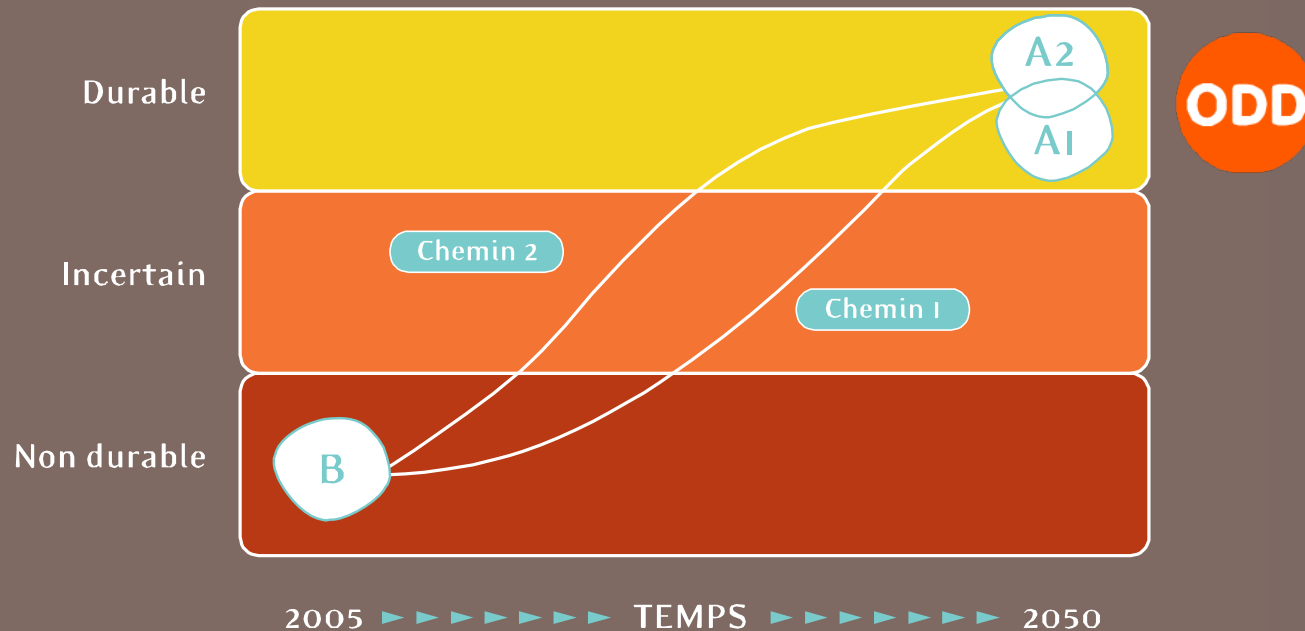 Durable
A2
A1
ODD
Incertain
Chemin 2
Chemin 1
Non durable
B
2005 TEMPS 2050